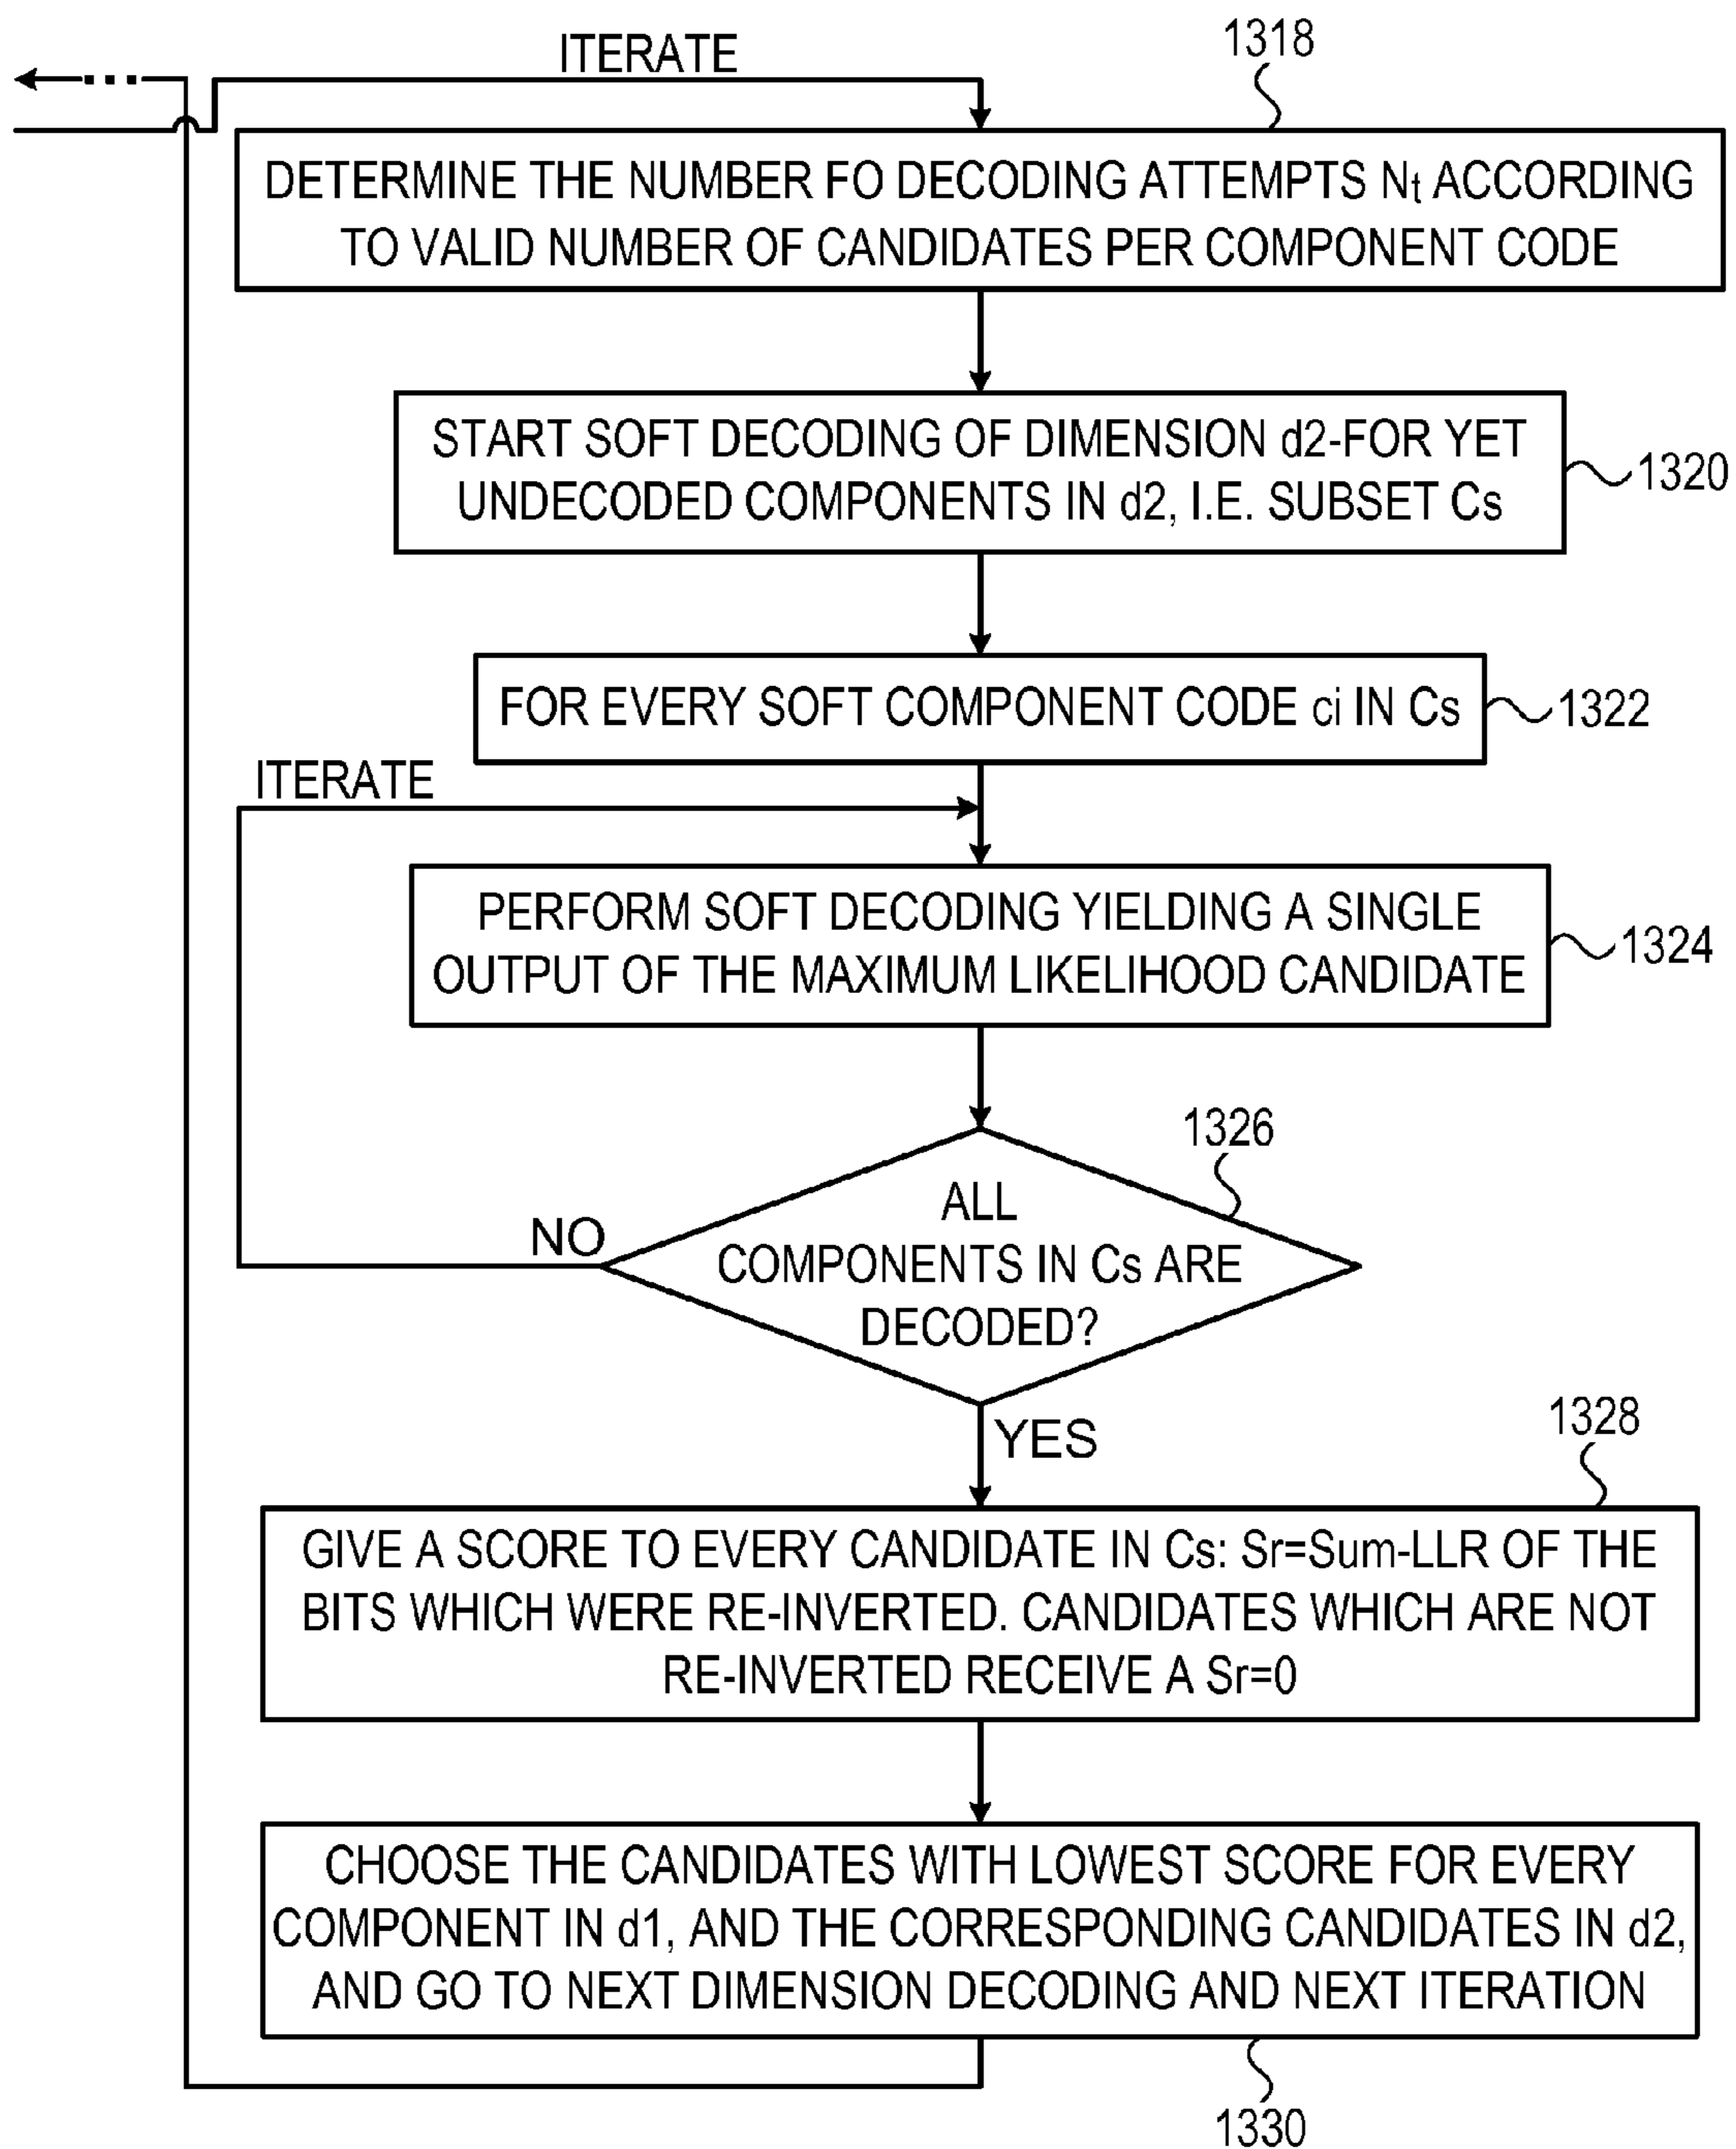 1318
ITERATE
DETERMINE THE NUMBER FO DECODING ATTEMPTS Nt ACCORDING
TO VALID NUMBER OF CANDIDATES PER COMPONENT CODE
START SOFT DECODING OF DIMENSION d2-FOR YET
UNDECODED COMPONENTS IN d2, I.E. SUBSET Cs
1320
FOR EVERY SOFT COMPONENT CODE ci IN Cs
1322
ITERATE
PERFORM SOFT DECODING YIELDING A SINGLE
OUTPUT OF THE MAXIMUM LIKELIHOOD CANDIDATE
1324
1326
ALL
COMPONENTS IN Cs ARE
DECODED?
NO
YES
1328
GIVE A SCORE TO EVERY CANDIDATE IN Cs: Sr=Sum-LLR OF THE
BITS WHICH WERE RE-INVERTED. CANDIDATES WHICH ARE NOT
RE-INVERTED RECEIVE A Sr=0
CHOOSE THE CANDIDATES WITH LOWEST SCORE FOR EVERY
COMPONENT IN d1, AND THE CORRESPONDING CANDIDATES IN d2,
AND GO TO NEXT DIMENSION DECODING AND NEXT ITERATION
1330